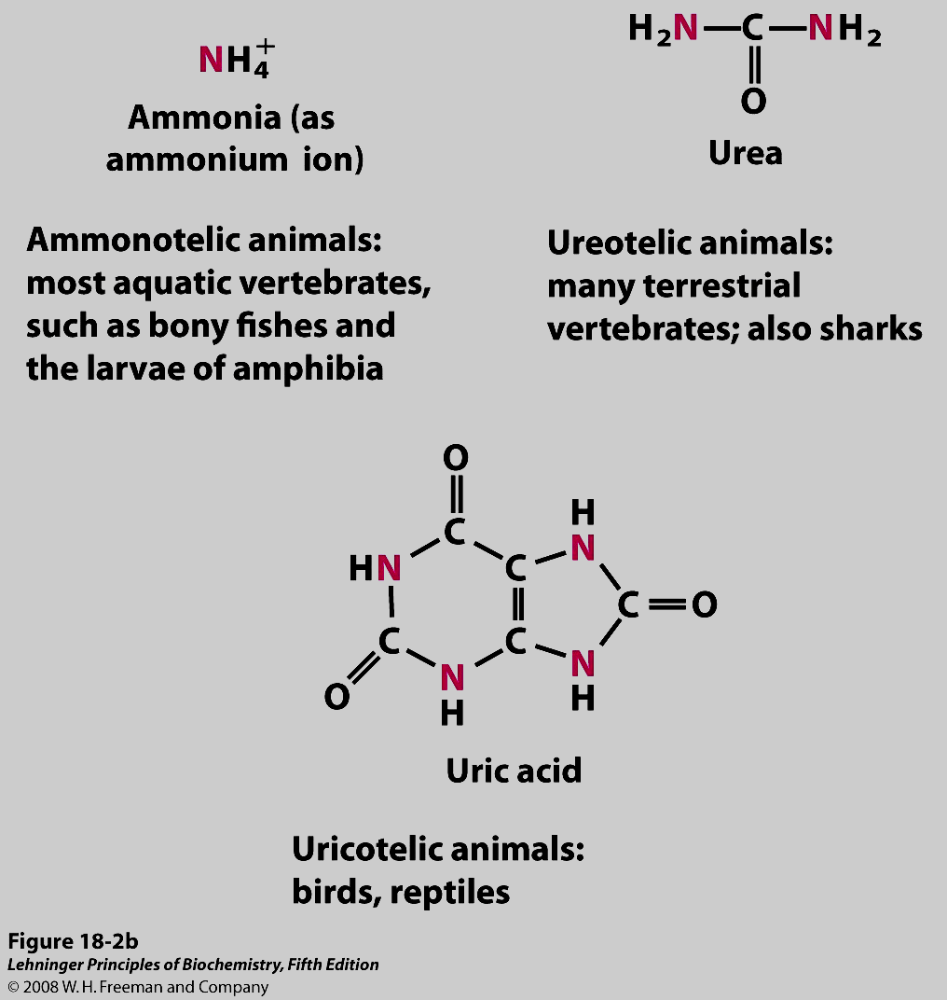 NH₄⁺
Ammonia (as
ammonium ion)
Ammonotelic animals:
most aquatic vertebrates,
such as bony fishes and
the larvae of amphibia
H₂N—C—NH₂
O
Urea
Ureotelic animals:
many terrestrial
vertebrates; also sharks
O
H
C
N
HN
C
C=O
C
C
N
N
O
H
H
Uric acid
Uricotelic animals:
birds, reptiles
Figure 18-2b
Lehninger Principles of Biochemistry, Fifth Edition
© 2008 W. H. Freeman and Company